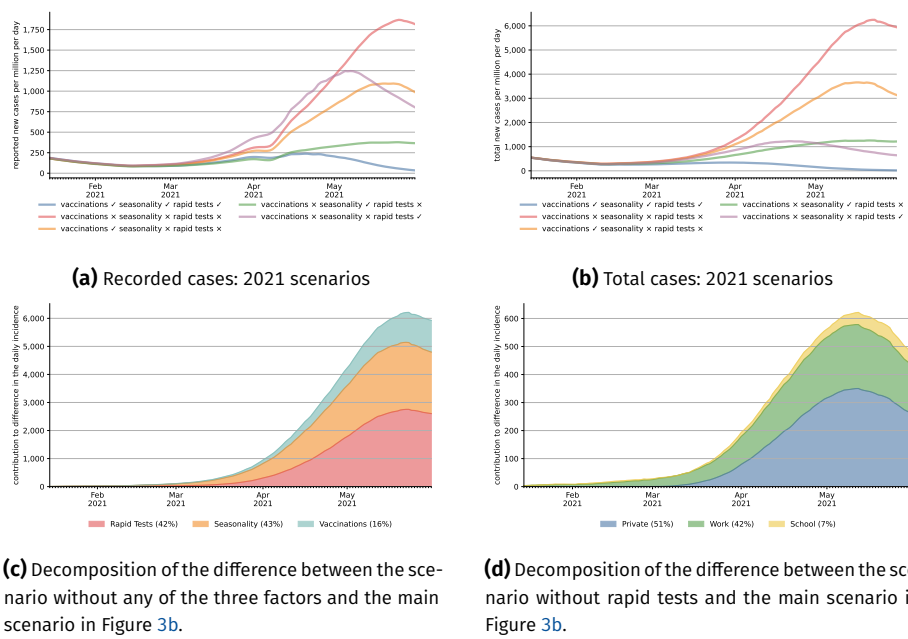 reported new cases per million per day
1,750
1,500
1,250
1,000
750
500
250
0
Feb
2021
Mar
2021
Apr
2021
May
2021
vaccinations ✓ seasonality ✓ rapid tests ✓
vaccinations × seasonality × rapid tests ×
vaccinations ✓ seasonality × rapid tests ×
vaccinations × seasonality ✓ rapid tests ×
vaccinations × seasonality × rapid tests ✓
(a) Recorded cases: 2021 scenarios
total new cases per million per day
6,000
5,000
4,000
3,000
2,000
1,000
0
Feb
2021
Mar
2021
Apr
2021
May
2021
vaccinations ✓ seasonality ✓ rapid tests ✓
vaccinations × seasonality × rapid tests ×
vaccinations ✓ seasonality × rapid tests ×
vaccinations × seasonality ✓ rapid tests ×
vaccinations × seasonality × rapid tests ✓
(b) Total cases: 2021 scenarios
contribution to difference in the daily incidence
6,000
5,000
4,000
3,000
2,000
1,000
0
Feb
2021
Mar
2021
Apr
2021
May
2021
Rapid Tests (42%)
Seasonality (43%)
Vaccinations (16%)
(c) Decomposition of the difference between the sce-
nario without any of the three factors and the main
scenario in Figure 3b.
contribution to difference in the daily incidence
600
500
400
300
200
100
0
Feb
2021
Mar
2021
Apr
2021
May
2021
Private (51%)
Work (42%)
School (7%)
(d) Decomposition of the difference between the sce
nario without rapid tests and the main scenario i
Figure 3b.